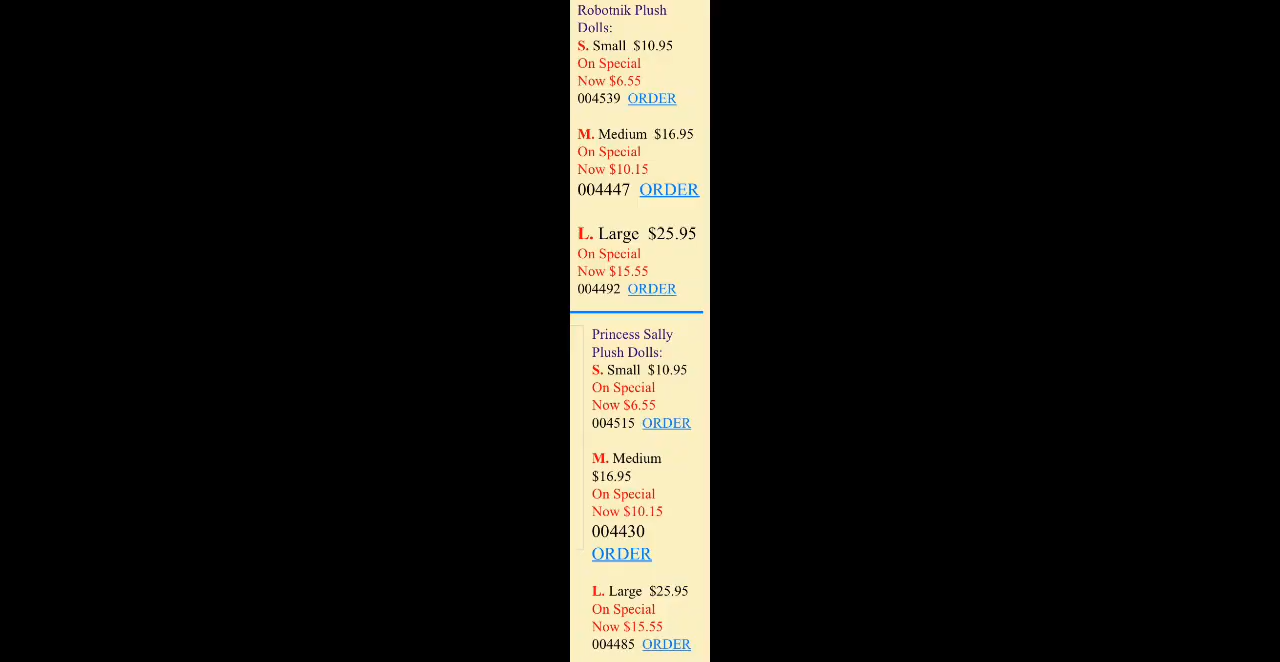 Robotnik Plush
Dolls:
S. Small $10.95
On Special
Now $6.55
004539 ORDER
M. Medium $16.95
On Special
Now $10.15
004447 ORDER
L. Large $25.95
On Special
Now $15.55
004492 ORDER
Princess Sally
Plush Dolls:
S. Small $10.95
On Special
Now $6.55
004515 ORDER
M. Medium
$16.95
On Special
Now $10.15
004430
ORDER
L. Large $25.95
On Special
Now $15.55
004485 ORDER